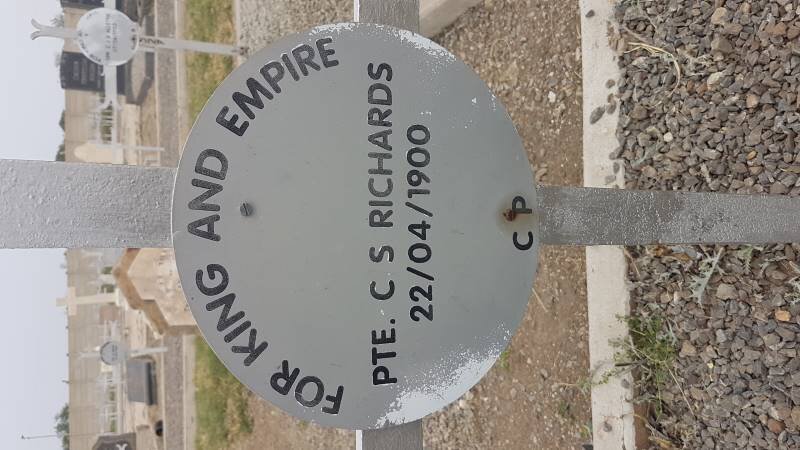 FOR KING AND EMPIRE
PTE. C S RICHARDS
22/04/1900
C P